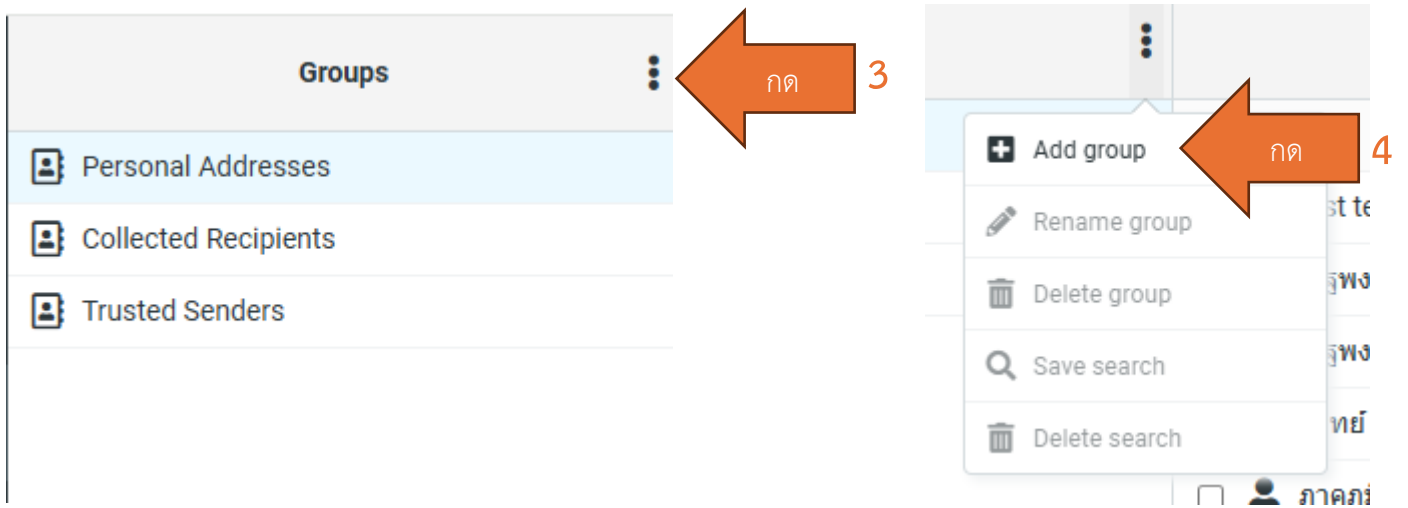 Groups
กด 3
Personal Addresses
Collected Recipients
Trusted Senders
Add group
กด 4
Rename group
Delete group
Save search
Delete search